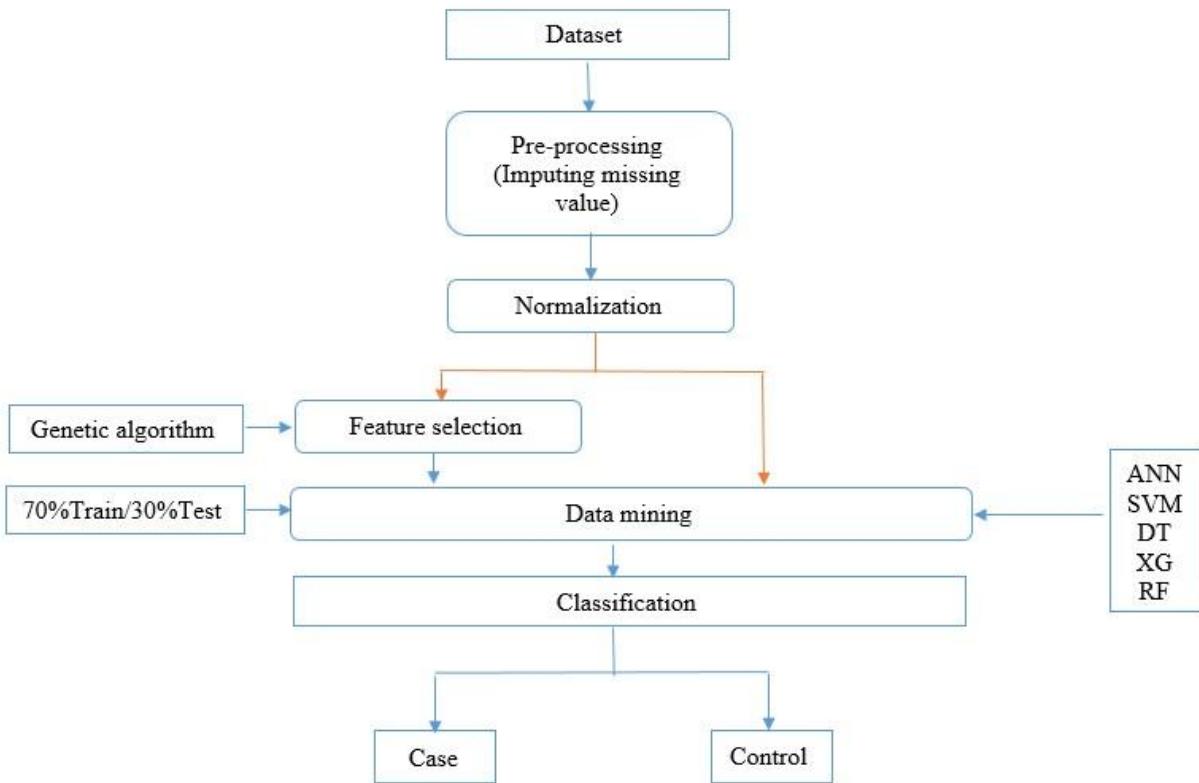 Dataset
Pre-processing
(Imputing missing
value)
Normalization
Genetic algorithm
Feature selection
70%Train/30%Test
Data mining
ANN
SVM
DT
XG
RF
Classification
Case
Control